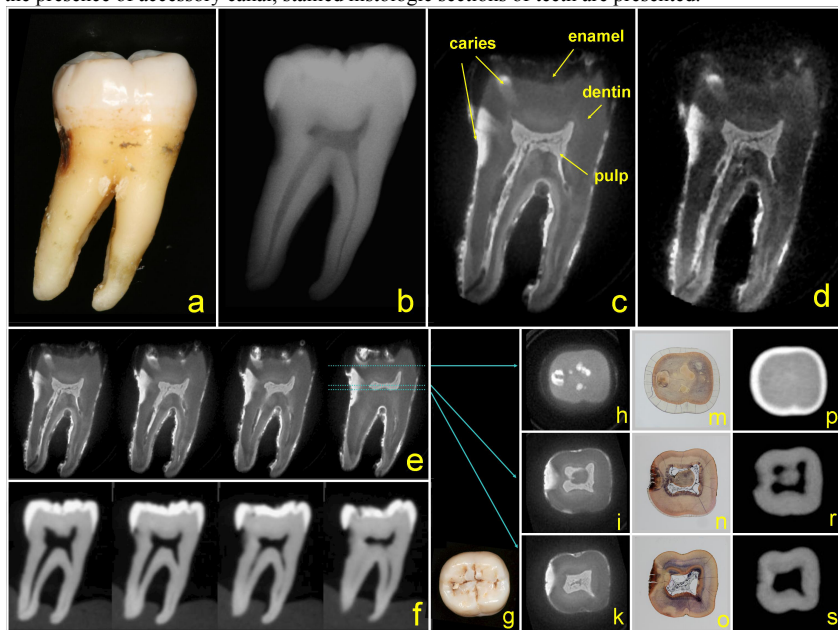 the presence of accessory canal, stained histologic sections of teeth are presented.
caries
enamel
dentin
pulp
a
b
c
d
e
h
m
p
i
n
r
f
g
k
o
s